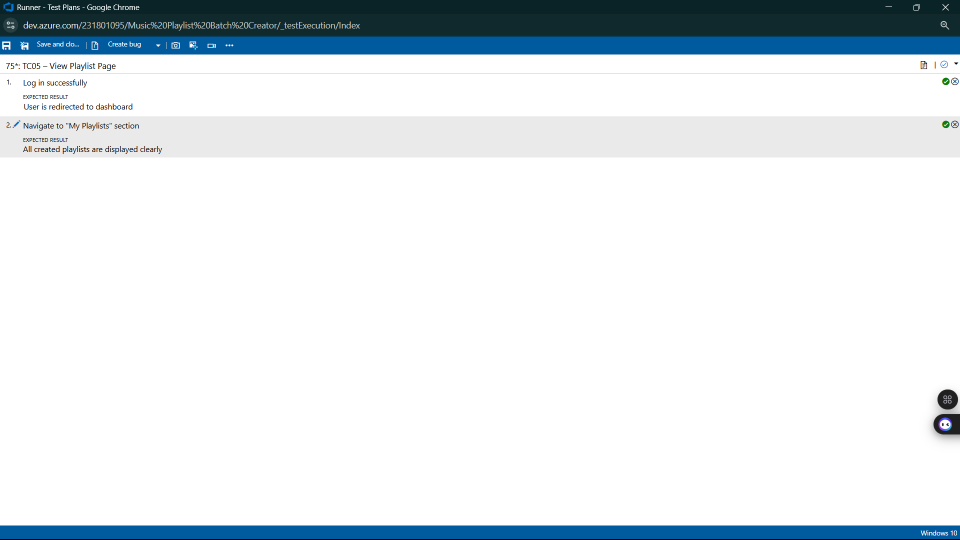 Runner - Test Plans - Google Chrome
dev.azure.com/231801095/Music%20Playlist%20Batch%20Creator/_testExecution/Index
Save and clo... Create bug
75*: TC05 – View Playlist Page
1. Log in successfully
EXPECTED RESULT
User is redirected to dashboard
2. Navigate to "My Playlists" section
EXPECTED RESULT
All created playlists are displayed clearly
Windows 10